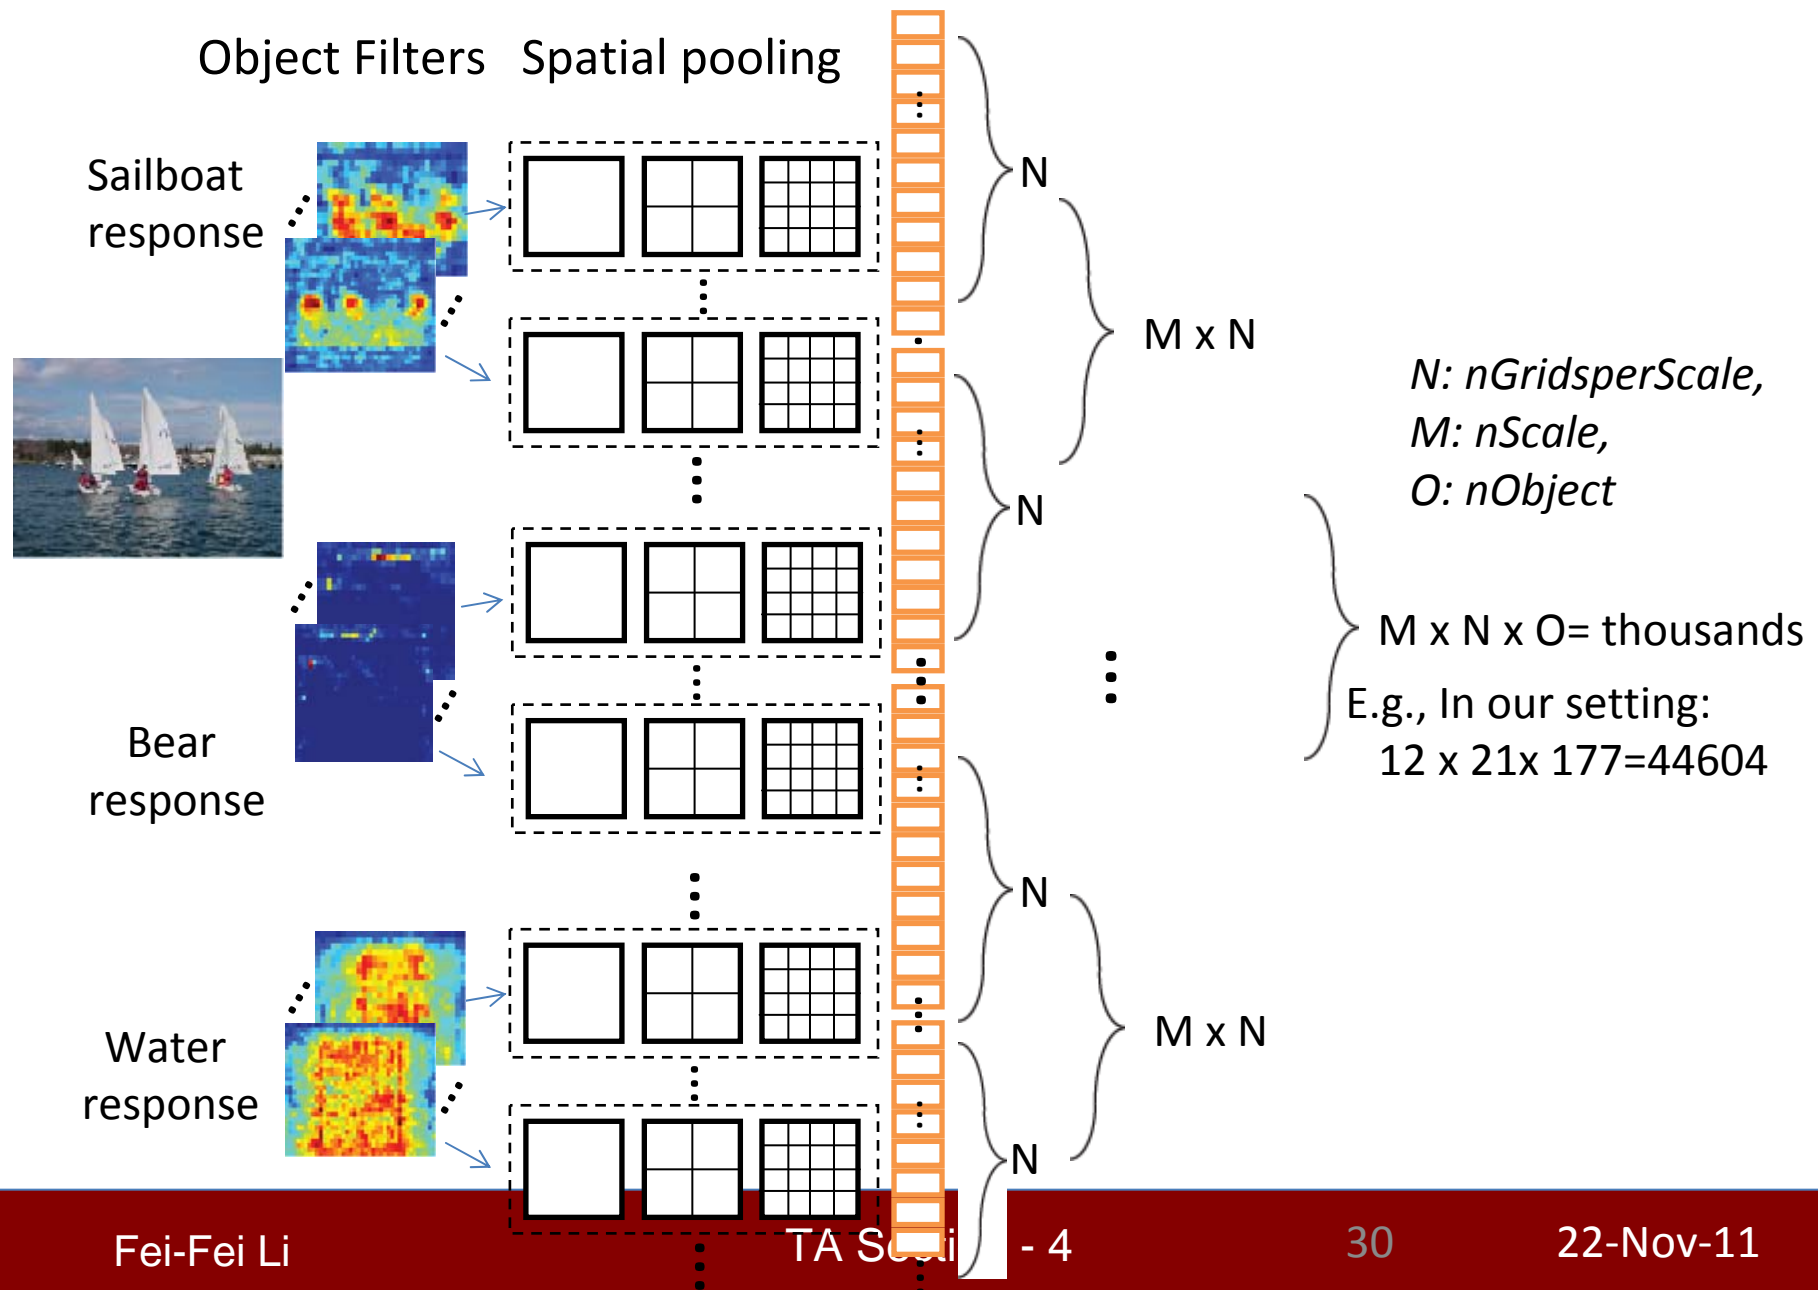 Object Filters Spatial pooling
Sailboat
response
N
M x N
N: nGridsperScale,
M: nScale,
O: nObject
N
M x N x O= thousands
E.g., In our setting:
12 x 21x 177=44604
Bear
response
N
M x N
Water
response
N
Fei-Fei Li
TA - 4
30
22-Nov-11